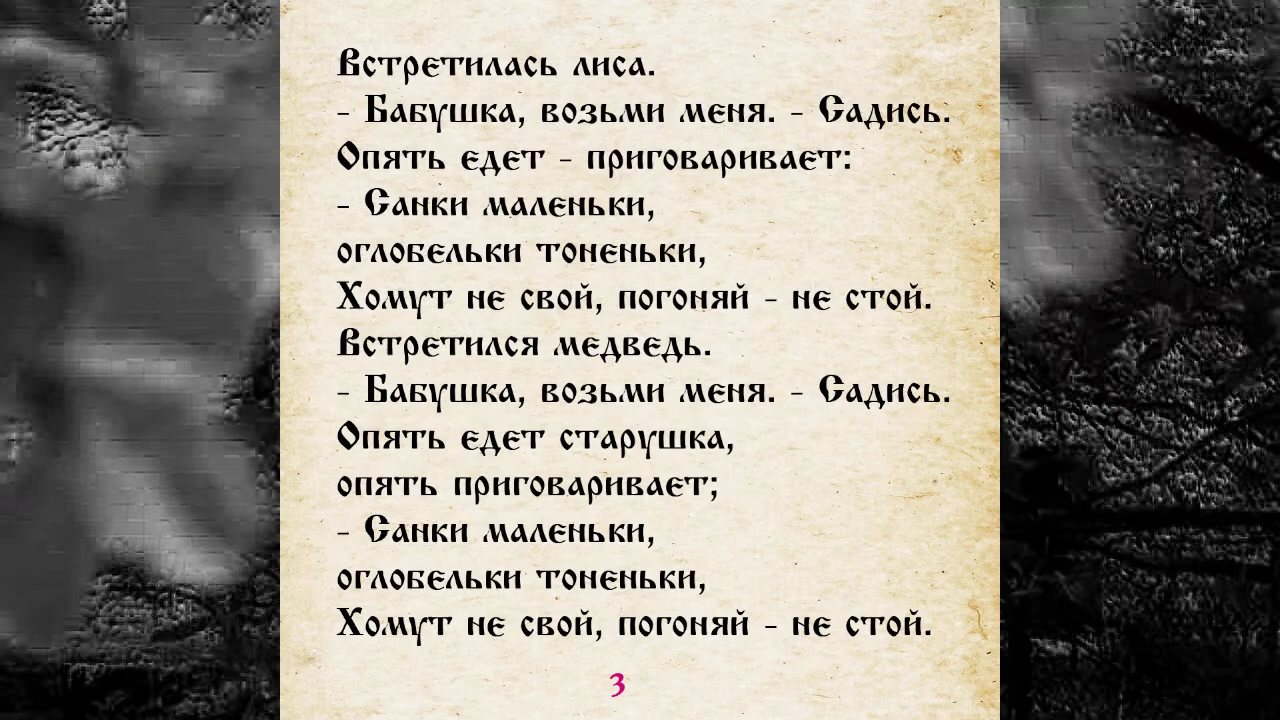 Встретилась лиса.
- Бабушка, возьми меня. - Садись.
Опять едет - приговаривает:
- Санки маленьки,
оглобельки тоненьки,
Хомут не свой, погоняй - не стой.
Встретился медведь.
- Бабушка, возьми меня. - Садись.
Опять едет старушка,
опять приговаривает;
- Санки маленьки,
оглобельки тоненьки,
Хомут не свой, погоняй - не стой.
3